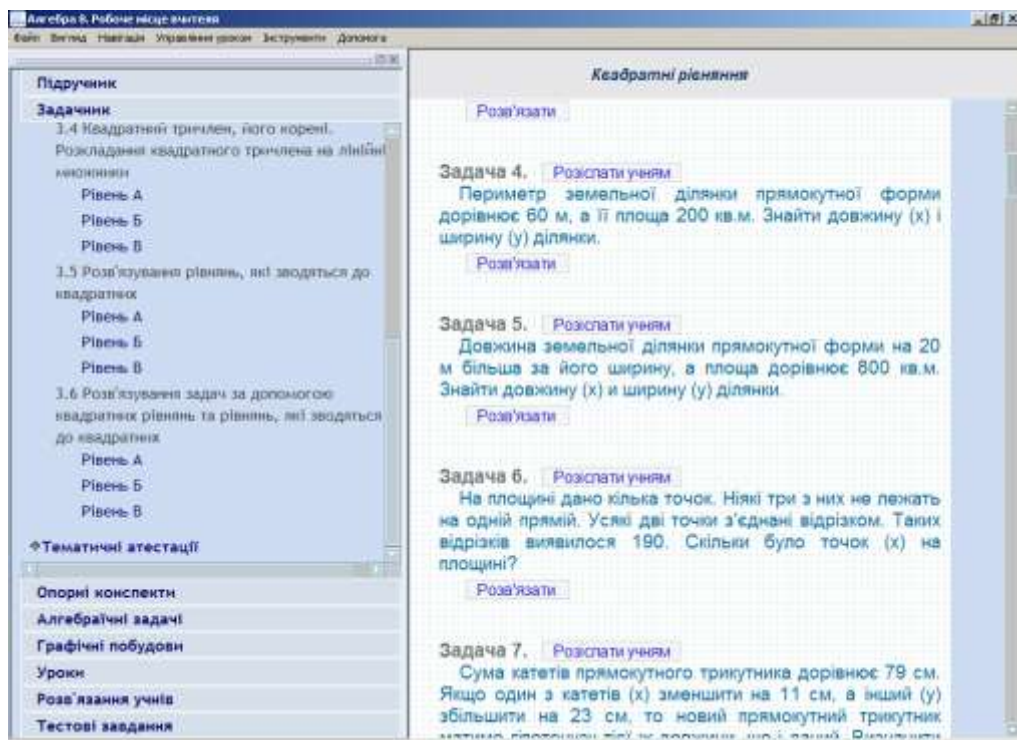 Алгебра 8. Робоче місце вчителя
Файл Вигляд Навігація Управління уроком Інструменти Допомога
Підручник
Задачник
3.4 Квадратний тричлен, його корені.
Розкладання квадратного тричлена на лінійні
множники
Рівень А
Рівень Б
Рівень В
3.5 Розв'язування рівнянь, які зводяться до
квадратних
Рівень А
Рівень Б
Рівень В
3.6 Розв'язування задач за допомогою
квадратних рівнянь та рівнянь, які зводяться
до квадратних
Рівень А
Рівень Б
Рівень В
Тематичні атестації
Опорні конспекти
Алгебраїчні задачі
Графічні побудови
Уроки
Розв'язання учнів
Тестові завдання
Квадратні рівняння
Розв'язати
Задача 4. Розіслати учням
Периметр земельної ділянки прямокутної форми
дорівнює 60 м, а її площа 200 кв.м. Знайти довжину (x) і
ширину (y) ділянки.
Розв'язати
Задача 5. Розіслати учням
Довжина земельної ділянки прямокутної форми на 20
м більша за його ширину, а площа дорівнює 800 кв.м.
Знайти довжину (x) и ширину (y) ділянки.
Розв'язати
Задача 6. Розіслати учням
На площині дано кілька точок. Ніякі три з них не лежать
на одній прямій. Усякі дві точки з'єднані відрізком. Таких
відрізків виявилося 190. Скільки було точок (x) на
площині?
Розв'язати
Задача 7. Розіслати учням
Сума катетів прямокутного трикутника дорівнює 79 см.
Якщо один з катетів (x) зменшити на 11 см, а інший (y)
збільшити на 23 см, то новий прямокутний трикутник
матиме гіпотенузу тієї ж довжини, що і даний. Визначити